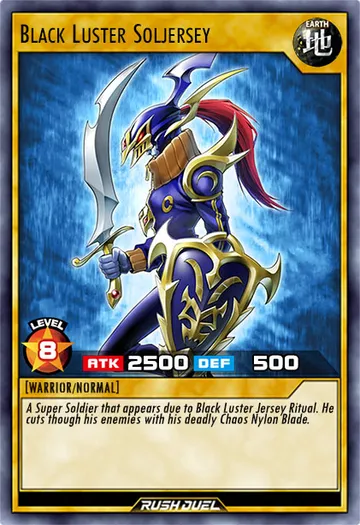 BLACK LUSTER SOLJERSEY
EARTH
地
LEVEL
8
ATK 2500 DEF 500
[WARRIOR/NORMAL]
A Super Soldier that appears due to Black Luster Jersey Ritual. He
cuts though his enemies with his deadly Chaos Nylon Blade.
RUSH DUEL